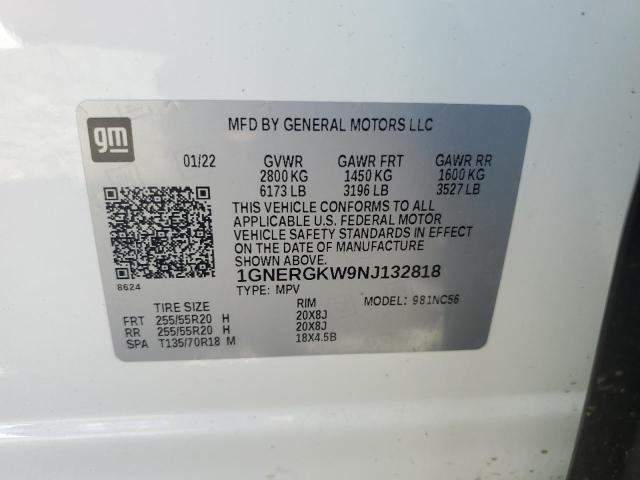 gm
MFD BY GENERAL MOTORS LLC
01/22 GVWR GAWR FRT GAWR RR
2800 KG 1450 KG 1600 KG
6173 LB 3196 LB 3527 LB
THIS VEHICLE CONFORMS TO ALL
APPLICABLE U.S. FEDERAL MOTOR
VEHICLE SAFETY STANDARDS IN EFFECT
ON THE DATE OF MANUFACTURE
SHOWN ABOVE.
1GNERGKW9NJ132818
8624
TYPE: MPV MODEL: 981NC56
TIRE SIZE RIM
FRT 255/55R20 H 20X8J
RR 255/55R20 H 20X8J
SPA T135/70R18 M 18X4.5B